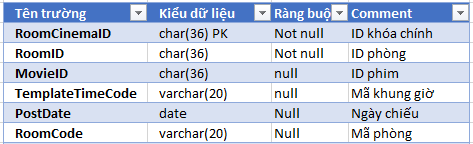 Tên trường Kiểu dữ liệu Ràng buộ Comment
RoomCinemaID char(36) PK Not null ID khóa chính
RoomID char(36) Not null ID phòng
MovieID char(36) null ID phim
TemplateTimeCode varchar(20) null Mã khung giờ
PostDate date Null Ngày chiếu
RoomCode varchar(20) Null Mã phòng